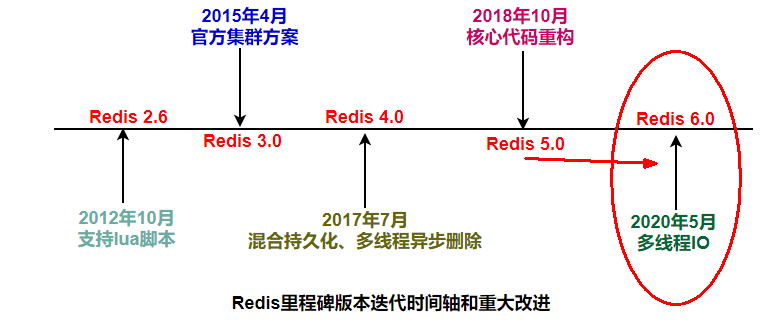 2015年4月
官方集群方案
2018年10月
核心代码重构
Redis 2.6
Redis 3.0
Redis 4.0
Redis 5.0
Redis 6.0
2012年10月
支持lua脚本
2017年7月
混合持久化、多线程异步删除
2020年5月
多线程IO
Redis里程碑版本迭代时间轴和重大改进